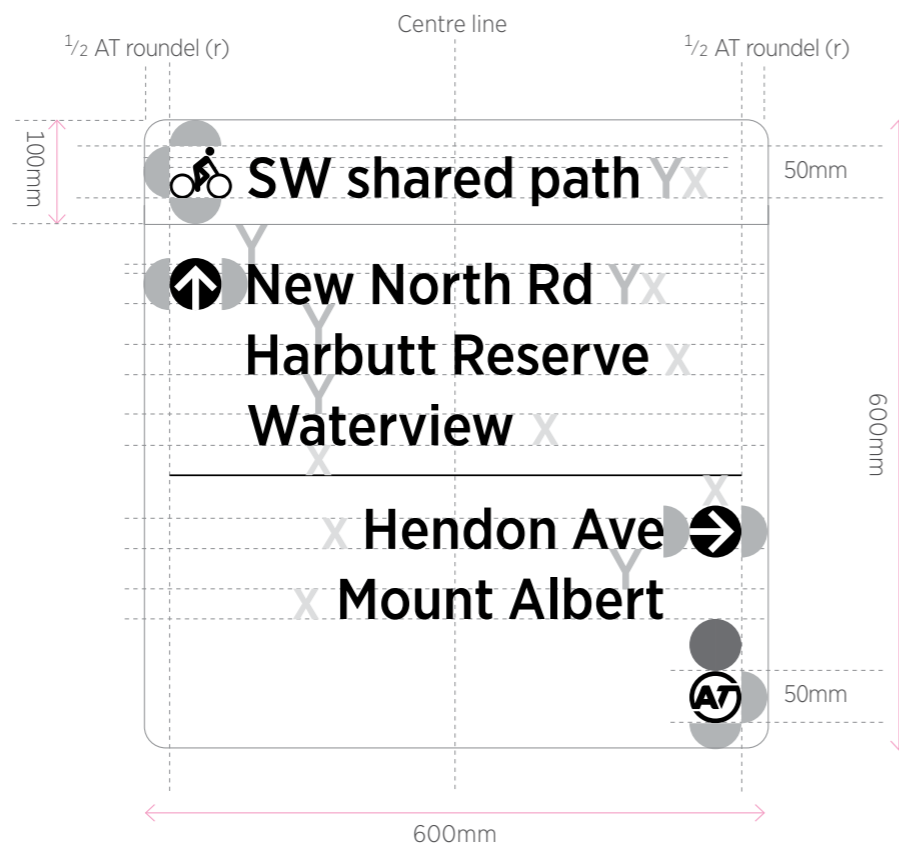 Centre line
1/2 AT roundel (r)
1/2 AT roundel (r)
100mm
SW shared path Yx
50mm
Y
New North Rd Yx
Y
Harbutt Reserve x
Y
Waterview x
x
600mm
x
x Hendon Ave
Y
x Mount Albert
AT
50mm
600mm